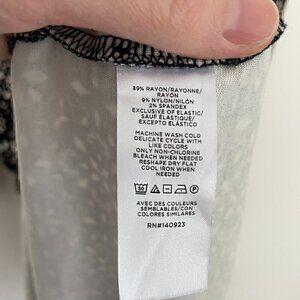 89% RAYON/RAYONNE/
RAYÓN
9% NYLON/NILÓN
2% SPANDEX
EXCLUSIVE OF ELASTIC/
SAUF ÉLASTIQUE/
EXCEPTO ELÁSTICO
MACHINE WASH COLD
DELICATE CYCLE WITH
LIKE COLORS
ONLY NON-CHLORINE
BLEACH WHEN NEEDED
RESHAPE DRY FLAT
COOL IRON WHEN
NEEDED
AVEC DES COULEURS
SEMBLABLES/CON
COLORES SIMILARES
RN#140923